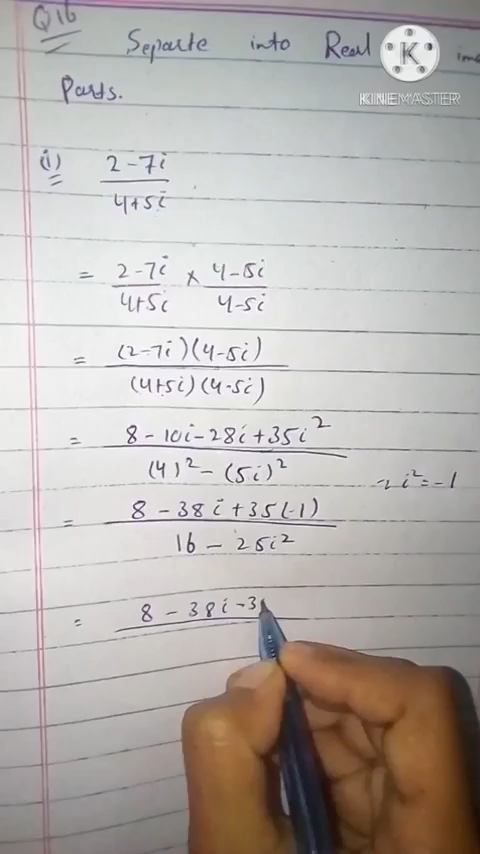 Q16
Separte into Real
Parts.
K
KINEMASTER
(i) 2-7i / 4+5i
= 2-7i / 4+5i × 4-5i / 4-5i
= (2-7i)(4-5i) / (4+5i)(4-5i)
= 8-10i-28i+35i² / (4)²-(5i)²
∵ i²=-1
= 8-38i+35(-1) / 16-25i²
= 8-38i-3